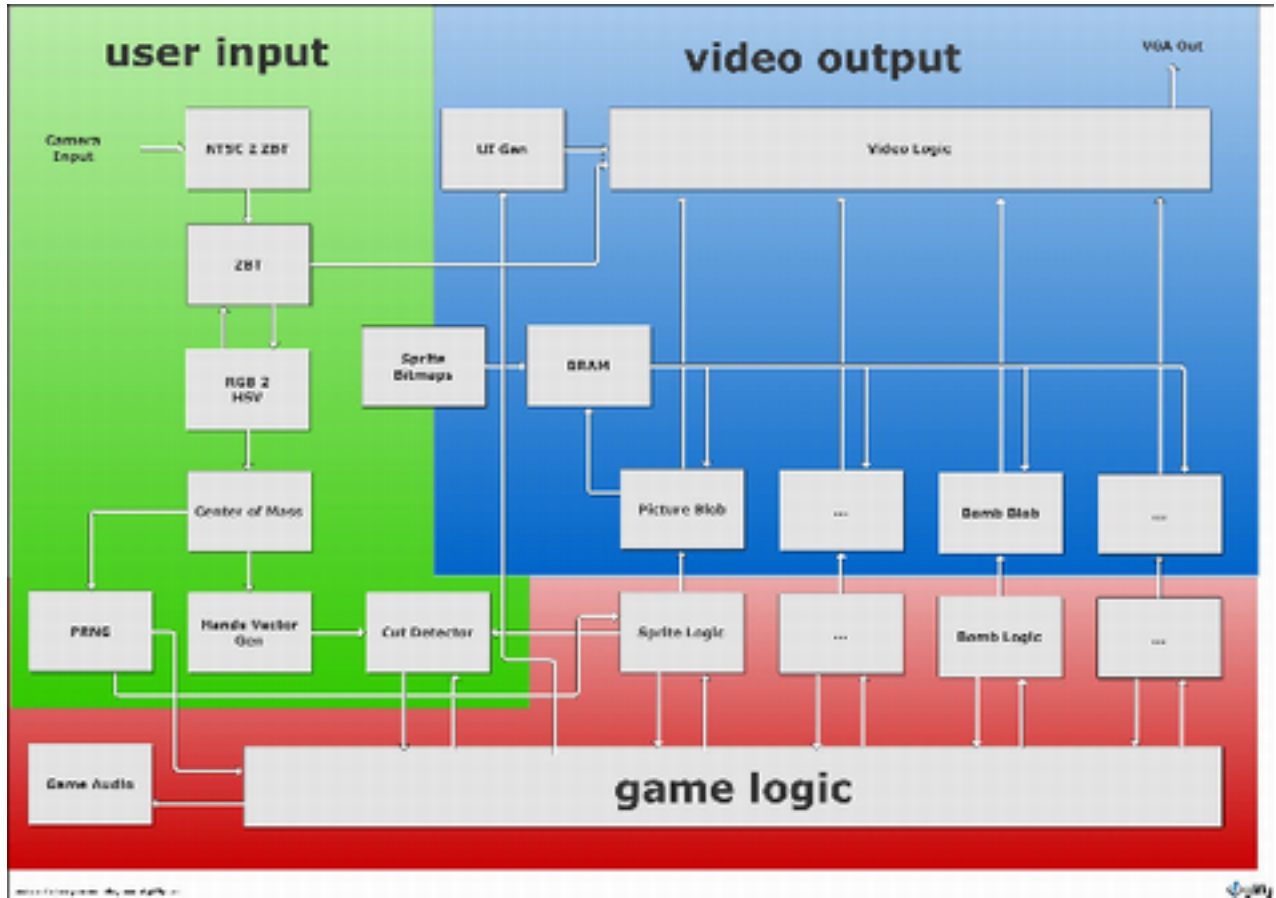 user input
video output
VGA Out
Camera
Input
NTSC 2 ZBT
UI Gen
Video Logic
ZBT
Sprite
Bitmaps
BRAM
RGB 2
HSV
Center of Mass
Picture Blob
...
Bomb Blob
...
PRNG
Hands Vector
Gen
Cut Detector
Sprite Logic
...
Bomb Logic
...
Game Audio
game logic